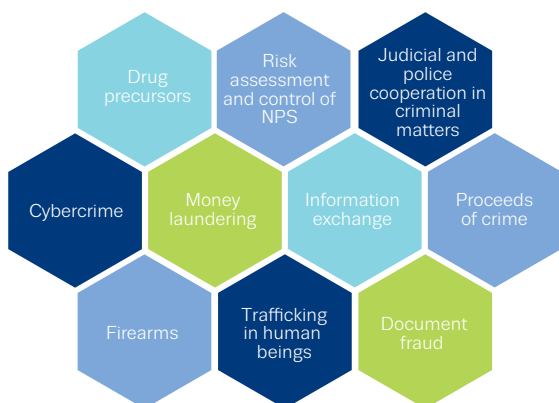 Drug
precursors
Risk
assessment
and control of
NPS
Judicial and
police
cooperation in
criminal
matters
Cybercrime
Money
laundering
Information
exchange
Proceeds
of crime
Firearms
Trafficking
in human
beings
Document
fraud